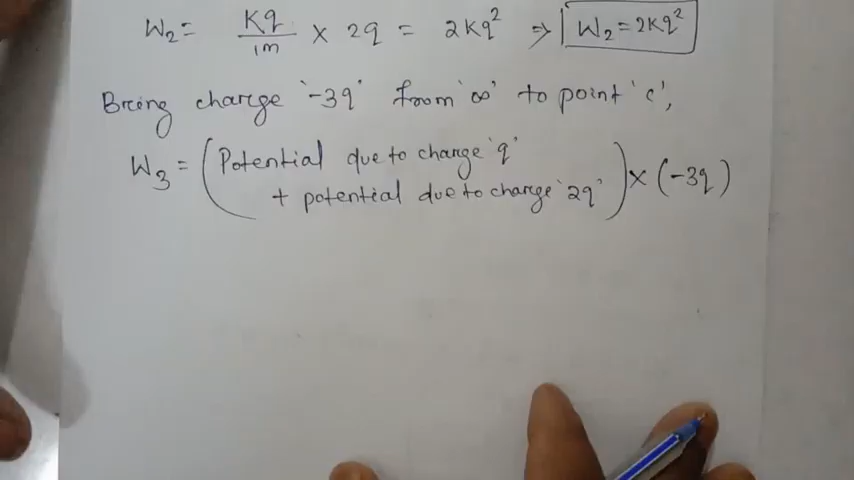 W₂ = Kq/1m × 2q = 2Kq² ⇒ W₂ = 2Kq²
Bring charge '-3q' from '∞' to point 'c',
W₃ = (Potential due to charge 'q'
+ potential due to charge '2q') × (-3q)